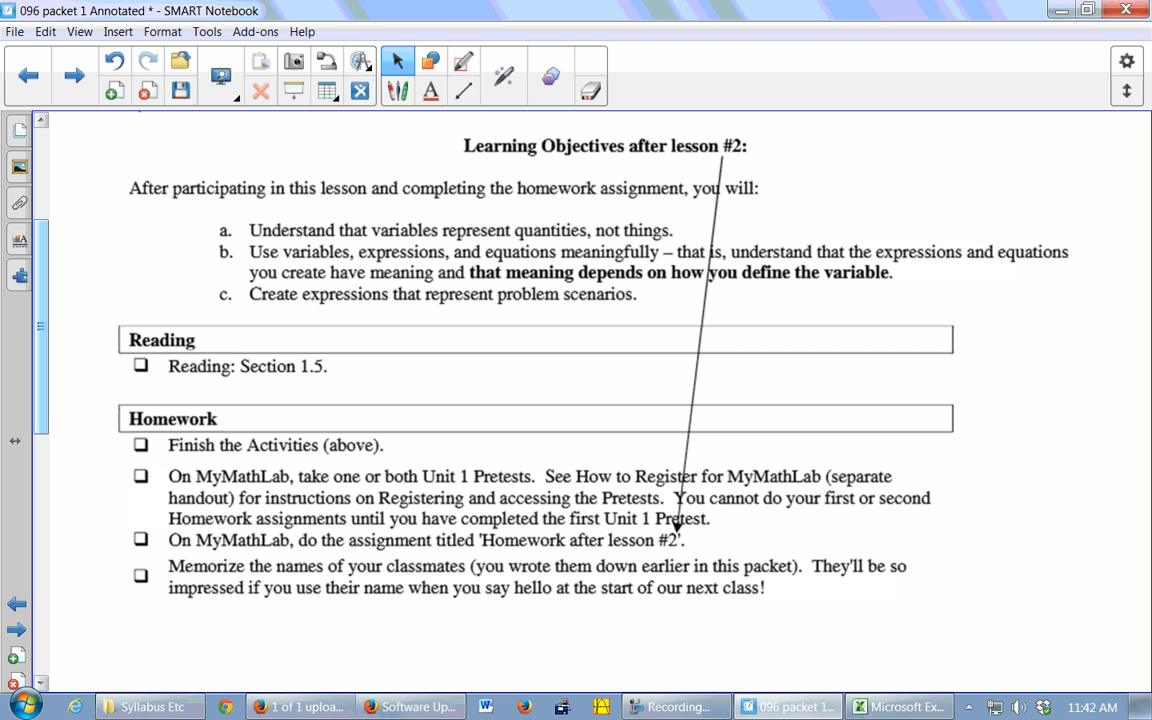 096 packet 1 Annotated * - SMART Notebook
File Edit View Insert Format Tools Add-ons Help
Learning Objectives after lesson #2:
After participating in this lesson and completing the homework assignment, you will:
a. Understand that variables represent quantities, not things.
b. Use variables, expressions, and equations meaningfully – that is, understand that the expressions and equations
you create have meaning and that meaning depends on how you define the variable.
c. Create expressions that represent problem scenarios.
Reading
Reading: Section 1.5.
Homework
Finish the Activities (above).
On MyMathLab, take one or both Unit 1 Pretests. See How to Register for MyMathLab (separate
handout) for instructions on Registering and accessing the Pretests. You cannot do your first or second
Homework assignments until you have completed the first Unit 1 Pretest.
On MyMathLab, do the assignment titled 'Homework after lesson #2'.
Memorize the names of your classmates (you wrote them down earlier in this packet). They'll be so
impressed if you use their name when you say hello at the start of our next class!
Syllabus Etc 1 of 1 uploa... Software Up... Recording... 096 packet 1... Microsoft Ex... 11:42 AM